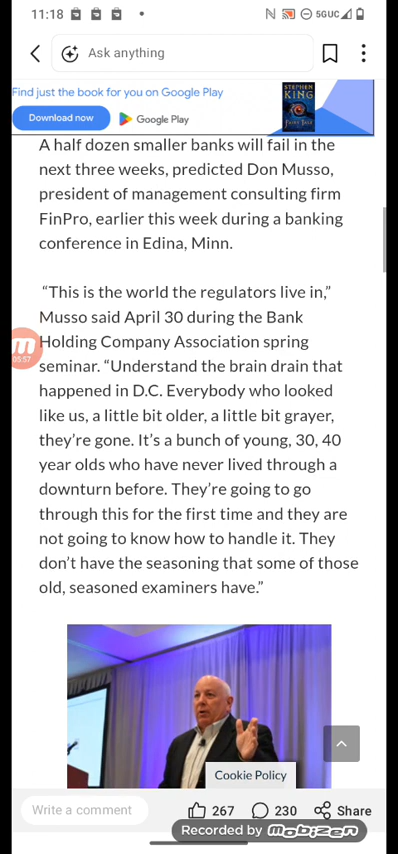 11:18
5GUC
Ask anything
Find just the book for you on Google Play
STEPHEN
KING
FAIRY TALE
Download now
Google Play
A half dozen smaller banks will fail in the
next three weeks, predicted Don Musso,
president of management consulting firm
FinPro, earlier this week during a banking
conference in Edina, Minn.
“This is the world the regulators live in,”
Musso said April 30 during the Bank
Holding Company Association spring
seminar. “Understand the brain drain that
happened in D.C. Everybody who looked
like us, a little bit older, a little bit grayer,
they’re gone. It’s a bunch of young, 30, 40
year olds who have never lived through a
downturn before. They’re going to go
through this for the first time and they are
not going to know how to handle it. They
don’t have the seasoning that some of those
old, seasoned examiners have.”
m
05:57
Cookie Policy
Write a comment
267
230
Share
Recorded by mobizen